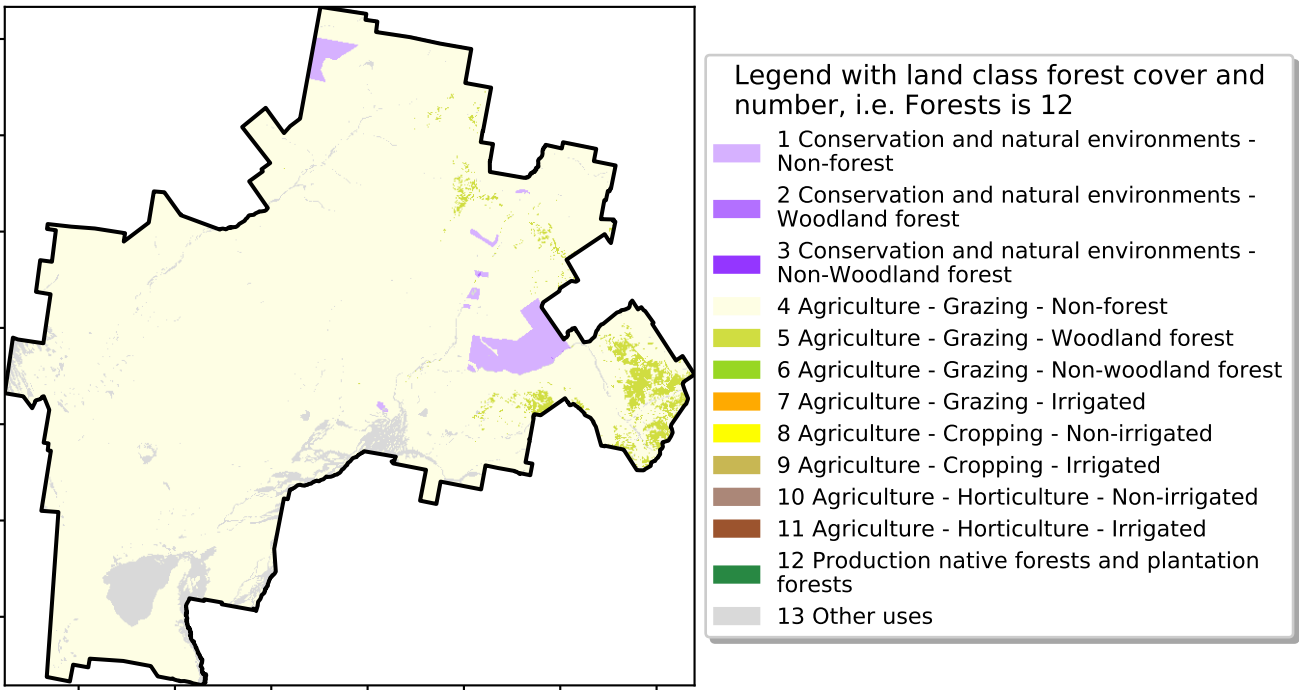 Legend with land class forest cover and
number, i.e. Forests is 12
1 Conservation and natural environments -
Non-forest
2 Conservation and natural environments -
Woodland forest
3 Conservation and natural environments -
Non-Woodland forest
4 Agriculture - Grazing - Non-forest
5 Agriculture - Grazing - Woodland forest
6 Agriculture - Grazing - Non-woodland forest
7 Agriculture - Grazing - Irrigated
8 Agriculture - Cropping - Non-irrigated
9 Agriculture - Cropping - Irrigated
10 Agriculture - Horticulture - Non-irrigated
11 Agriculture - Horticulture - Irrigated
12 Production native forests and plantation
forests
13 Other uses